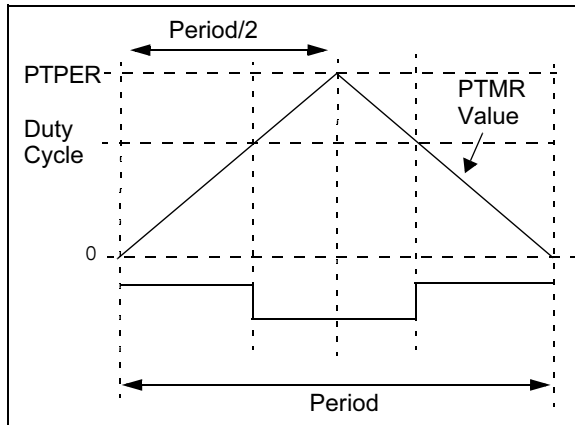 Period/2
PTPER
PTMR
Value
Duty
Cycle
0
Period